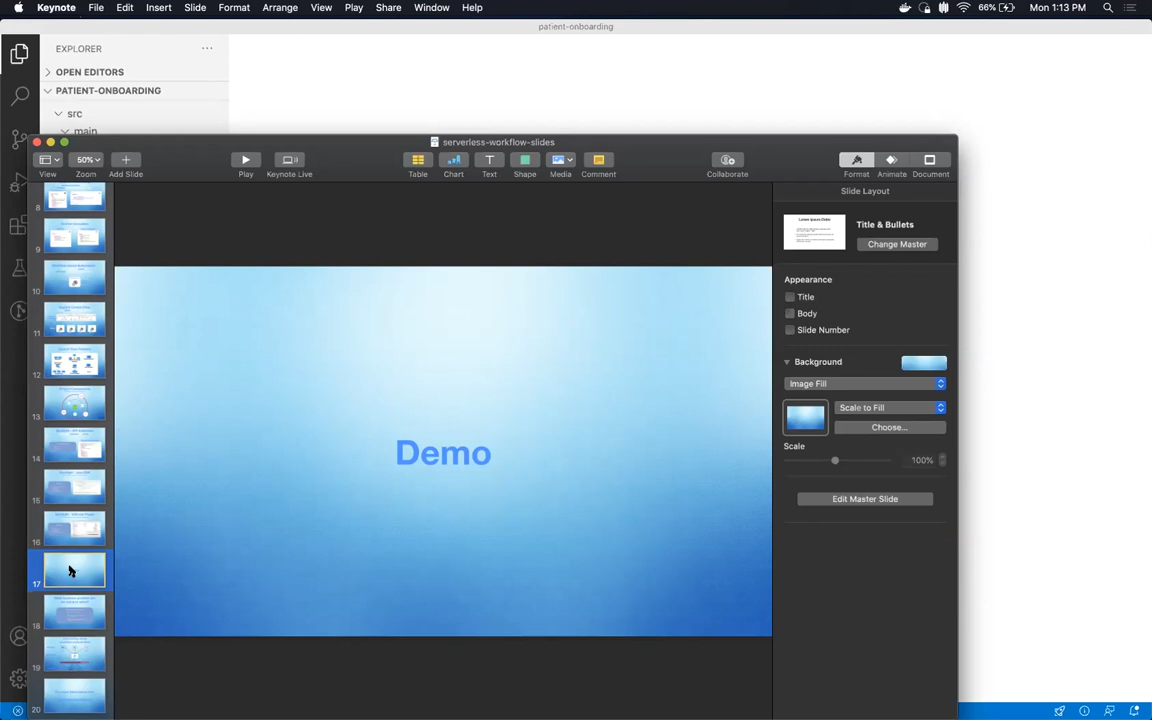 Keynote File Edit Insert Slide Format Arrange View Play Share Window Help 66% Mon 1:13 PM
patient-onboarding
EXPLORER
OPEN EDITORS
PATIENT-ONBOARDING
src
main
serverless-workflow-slides
50%
View Zoom Add Slide Play Keynote Live Table Chart Text Shape Media Comment Collaborate Format Animate Document
Slide Layout
Title & Bullets
Change Master
Appearance
Title
Body
Slide Number
Background
Image Fill
Scale to Fill
Choose...
Scale
100%
Edit Master Slide
Demo
8
9
10
11
12
13
14
15
16
17
18
19
20